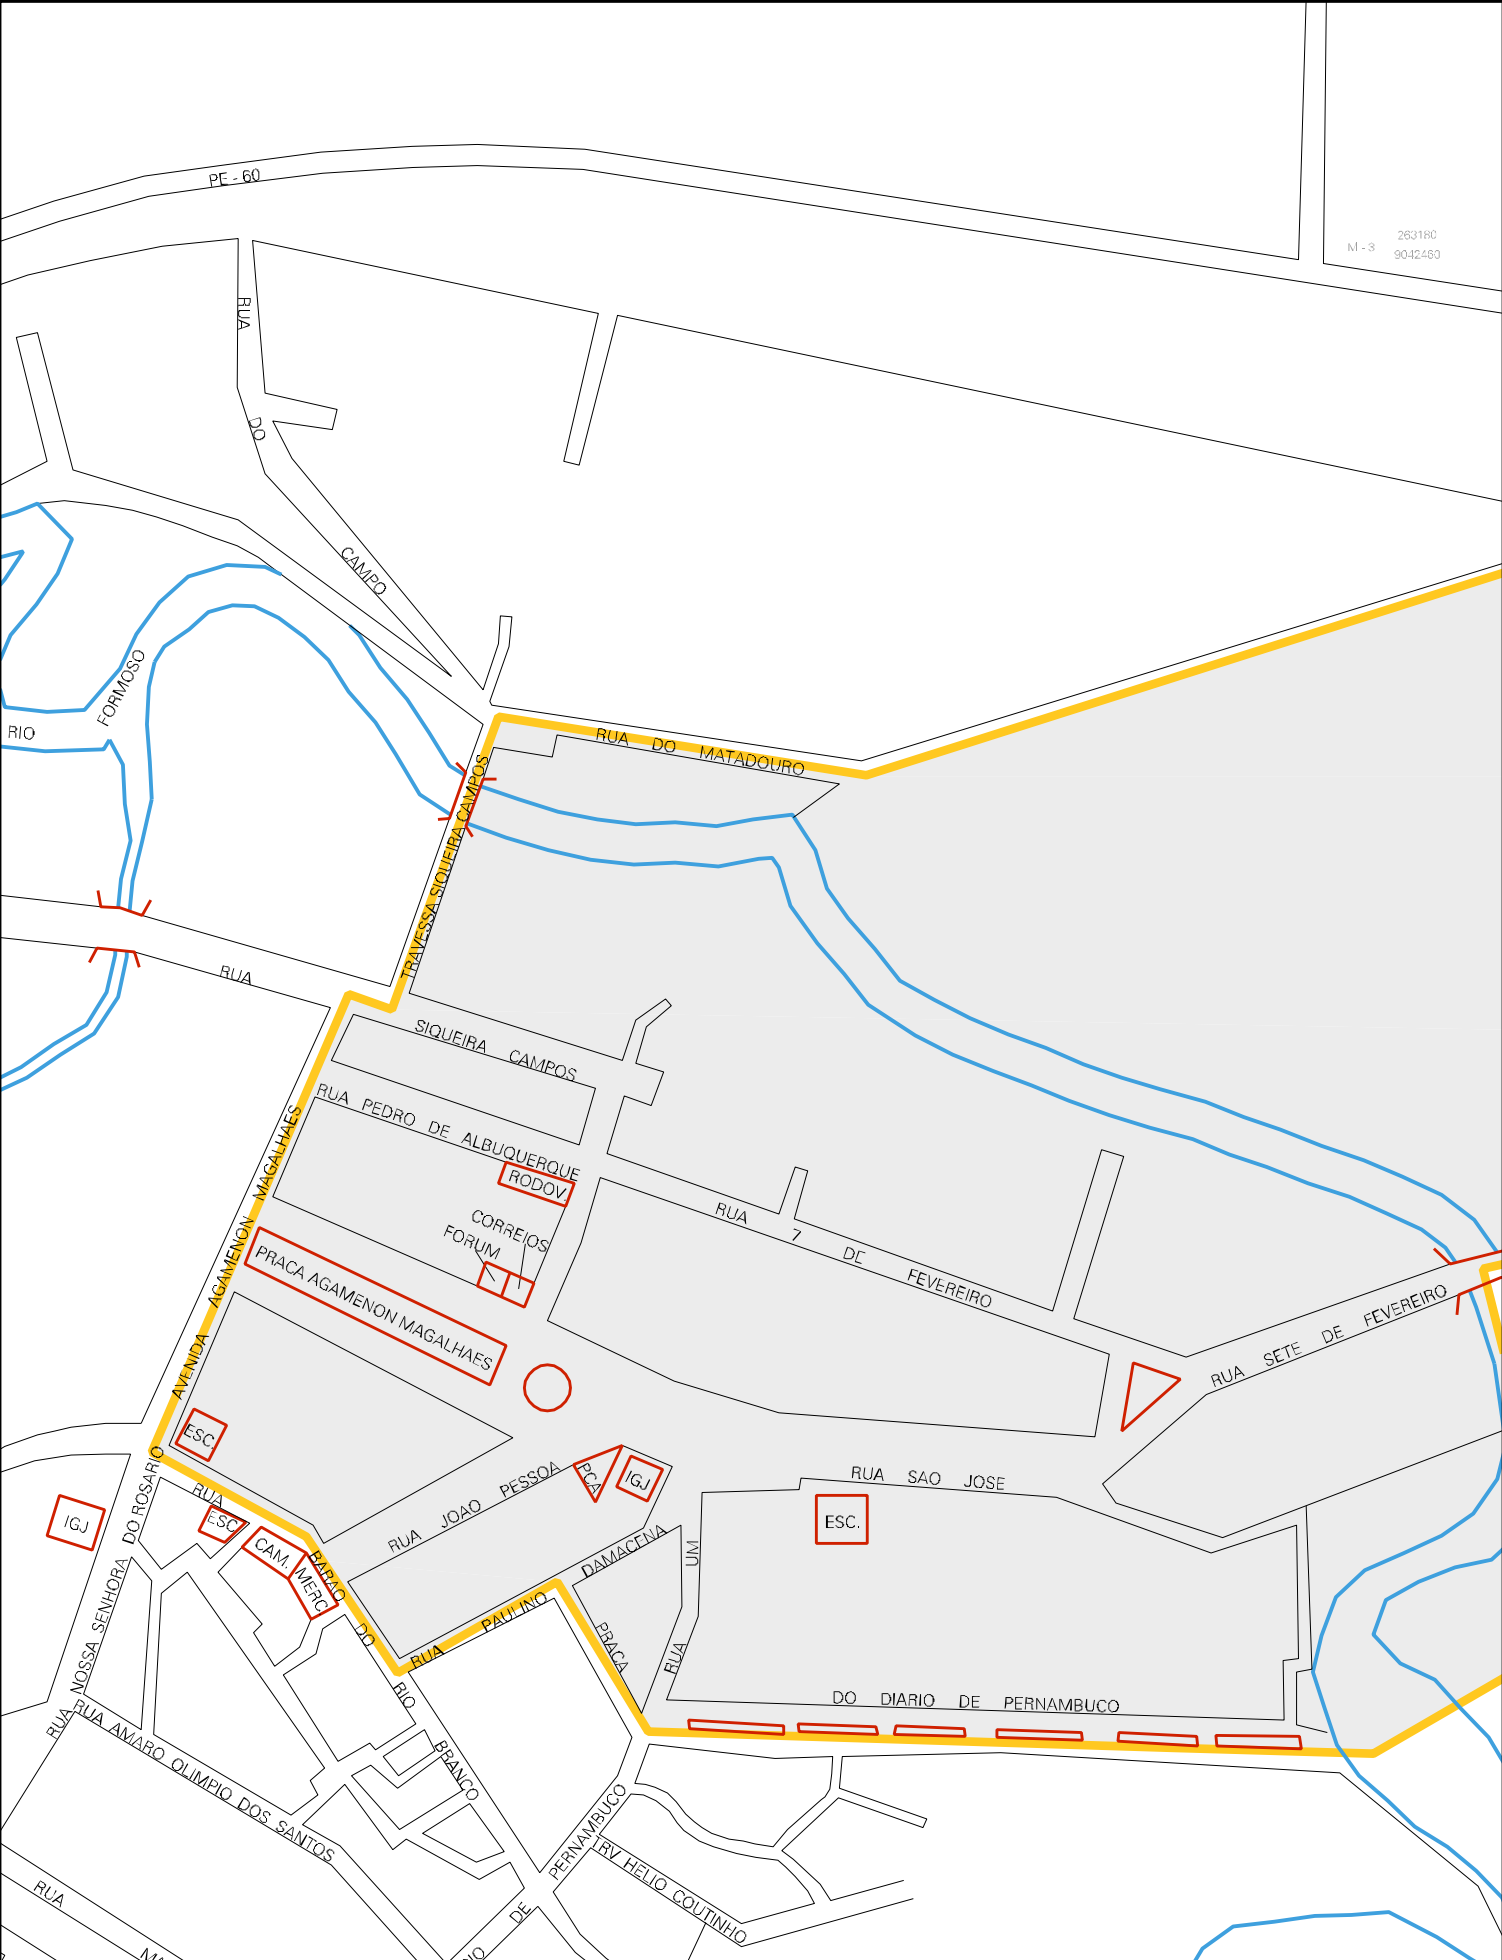 PE - 60
263180
M - 3
9042460
RUA
DO
CAMPO
FORMOSO
RIO
RUA DO MATADOURO
TRAVESSA SIQUEIRA CAMPOS
RUA
SIQUEIRA CAMPOS
RUA PEDRO DE ALBUQUERQUE
RODOV.
CORREIOS
FORUM
RUA 7 DE FEVEREIRO
AVENIDA AGAMENON MAGALHAES
PRACA AGAMENON MAGALHAES
RUA SETE DE FEVEREIRO
ESC.
RUA JOAO PESSOA
PCA
IGJ
RUA SAO JOSE
ESC.
IGJ
RUA
ESC
CAM.
MERC
BARAO
DO
RIO
BRANCO
RUA NOSSA SENHORA DO ROSARIO
RUA PAULINO
DAMACENA
RUA UM
PRACA
DO DIARIO DE PERNAMBUCO
RUA AMARO OLIMPIO DOS SANTOS
DE PERNAMBUCO
TRV HELIO COUTINHO
RUA